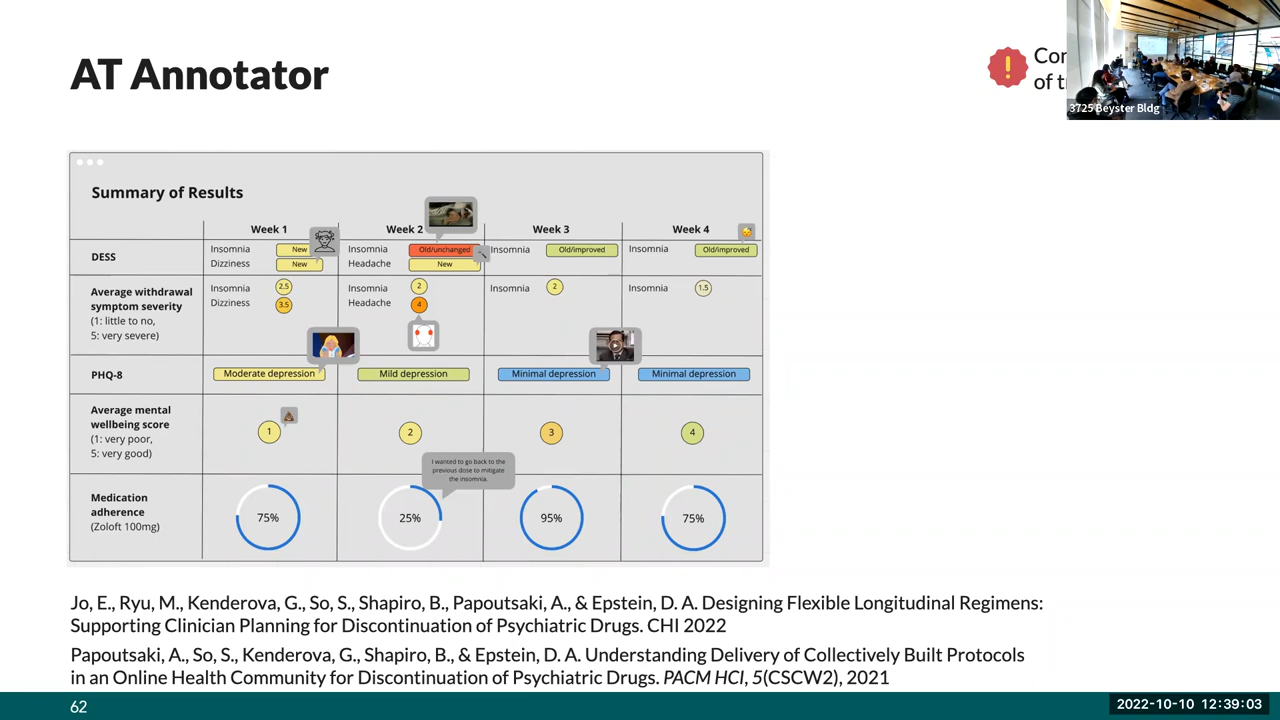 AT Annotator
Cor
of t
3725 Beyster Bldg
Summary of Results
Week 1
Week 2
Week 3
Week 4
DESS
Insomnia New
Dizziness New
Insomnia Old/unchanged
Headache New
Insomnia Old/improved
Insomnia Old/improved
Average withdrawal
symptom severity
(1: little to no,
5: very severe)
Insomnia 2.5
Dizziness 3.5
Insomnia 2
Headache 4
Insomnia 2
Insomnia 1.5
PHQ-8
Moderate depression
Mild depression
Minimal depression
Minimal depression
Average mental
wellbeing score
(1: very poor,
5: very good)
1
2
3
4
I wanted to go back to the
previous dose to mitigate
the insomnia.
Medication
adherence
(Zoloft 100mg)
75%
25%
95%
75%
Jo, E., Ryu, M., Kenderova, G., So, S., Shapiro, B., Papoutsaki, A., & Epstein, D. A. Designing Flexible Longitudinal Regimens:
Supporting Clinician Planning for Discontinuation of Psychiatric Drugs. CHI 2022
Papoutsaki, A., So, S., Kenderova, G., Shapiro, B., & Epstein, D. A. Understanding Delivery of Collectively Built Protocols
in an Online Health Community for Discontinuation of Psychiatric Drugs. PACM HCI, 5(CSCW2), 2021
62
2022-10-10 12:39:03